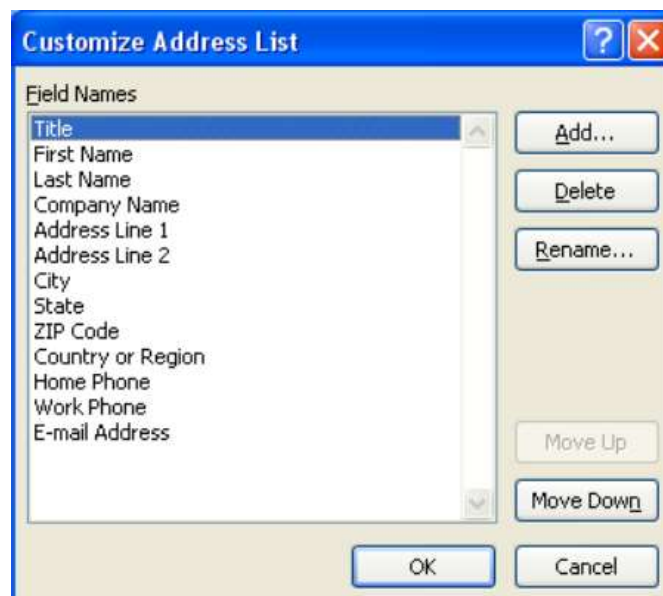 Customize Address List
?
Field Names
Title
First Name
Last Name
Company Name
Address Line 1
Address Line 2
City
State
ZIP Code
Country or Region
Home Phone
Work Phone
E-mail Address
Add...
Delete
Rename...
Move Up
Move Down
OK
Cancel